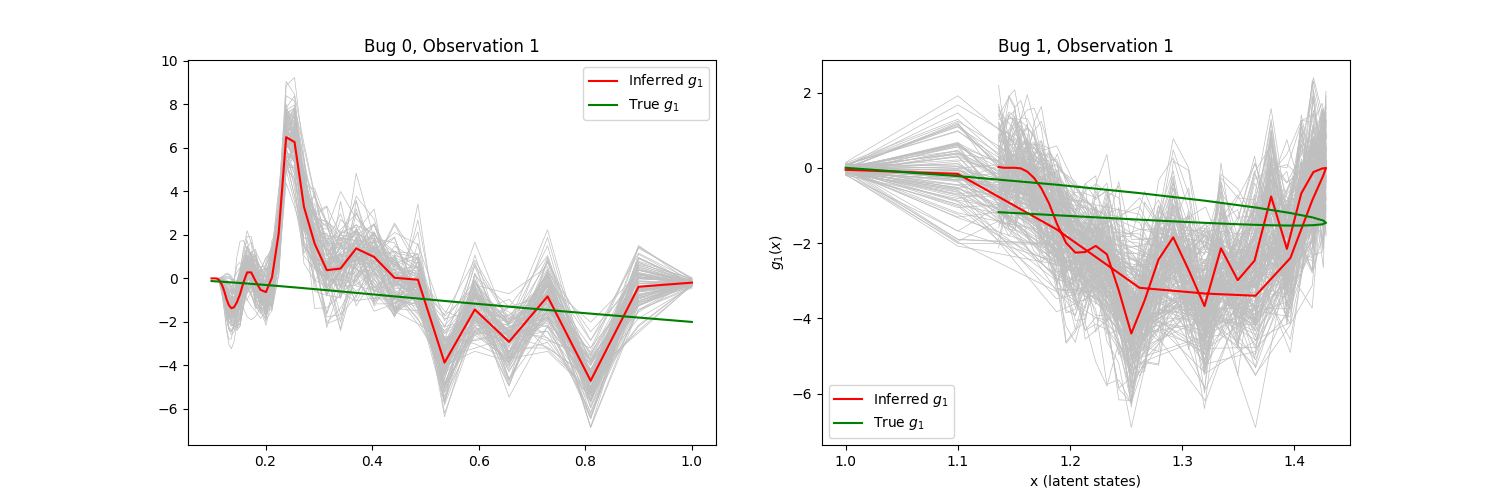 Bug 0, Observation 1
10
8
6
4
2
0
−2
−4
−6
0.2 0.4 0.6 0.8 1.0
Inferred g₁
True g₁
Bug 1, Observation 1
g₁(x)
2
0
−2
−4
−6
1.0 1.1 1.2 1.3 1.4
x (latent states)
Inferred g₁
True g₁